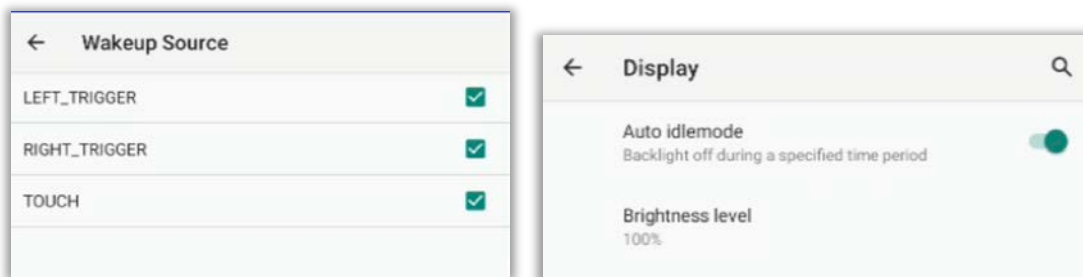 Wakeup Source
LEFT_TRIGGER
RIGHT_TRIGGER
TOUCH
Display
Auto idlemode
Backlight off during a specified time period
Brightness level
100%